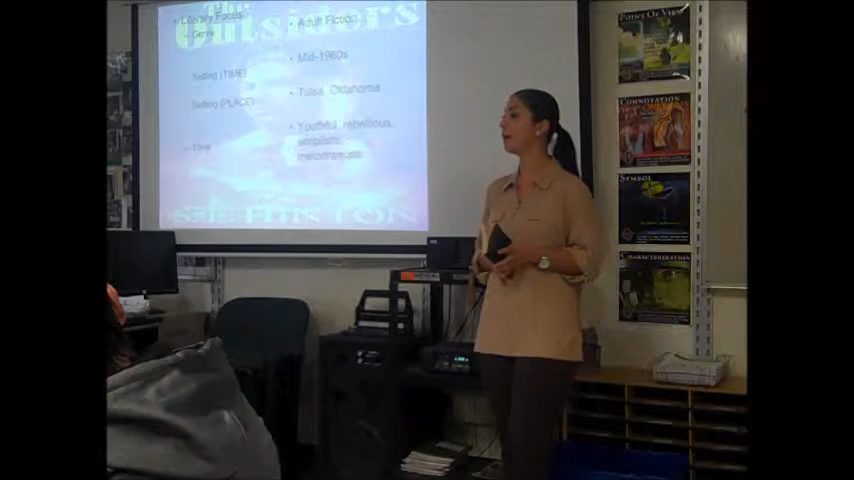 The
Outsiders
• Literary Focus
– Genre
• Adult Fiction
Setting (TIME)
• Mid-1960s
Setting (PLACE)
• Tulsa, Oklahoma
– Tone
• Youthful, rebellious,
melodramatic
S.E. HINTON
POINT OF VIEW
CONNOTATION
SYMBOL
CHARACTERIZATION